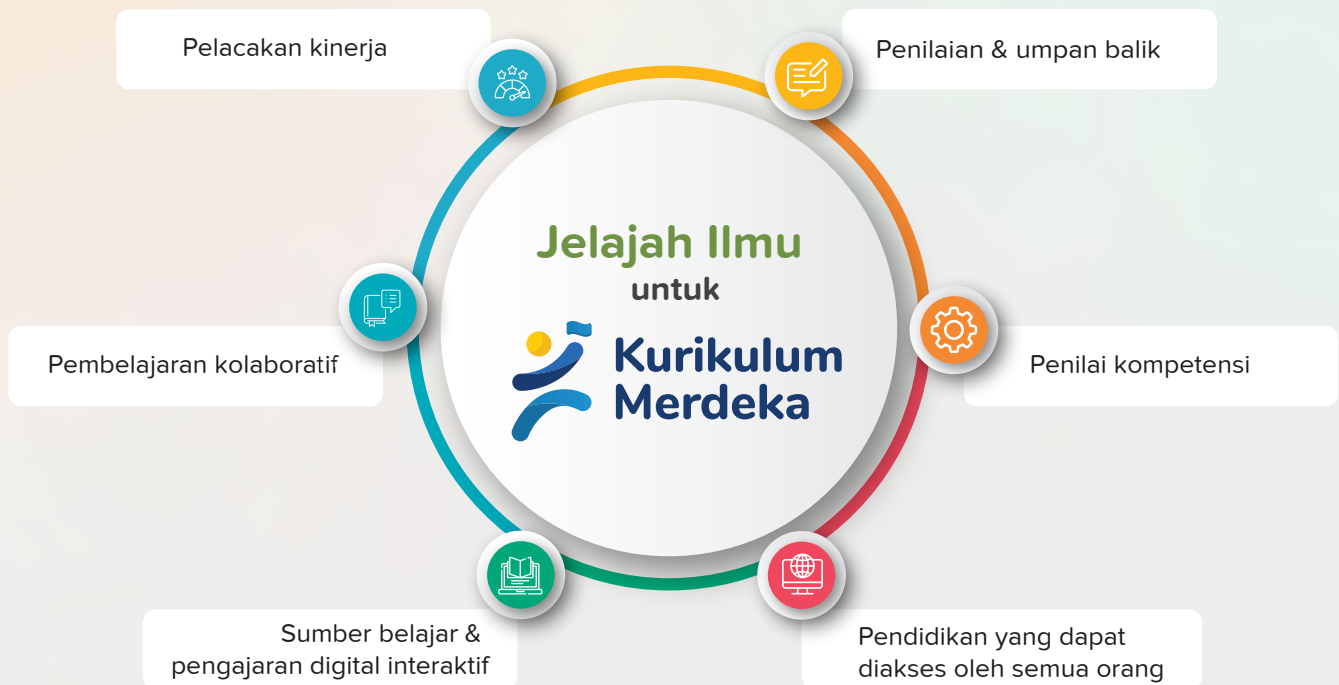 Pelacakan kinerja
Penilaian & umpan balik
Jelajah Ilmu
untuk
Kurikulum
Merdeka
Pembelajaran kolaboratif
Penilai kompetensi
Sumber belajar &
pengajaran digital interaktif
Pendidikan yang dapat
diakses oleh semua orang